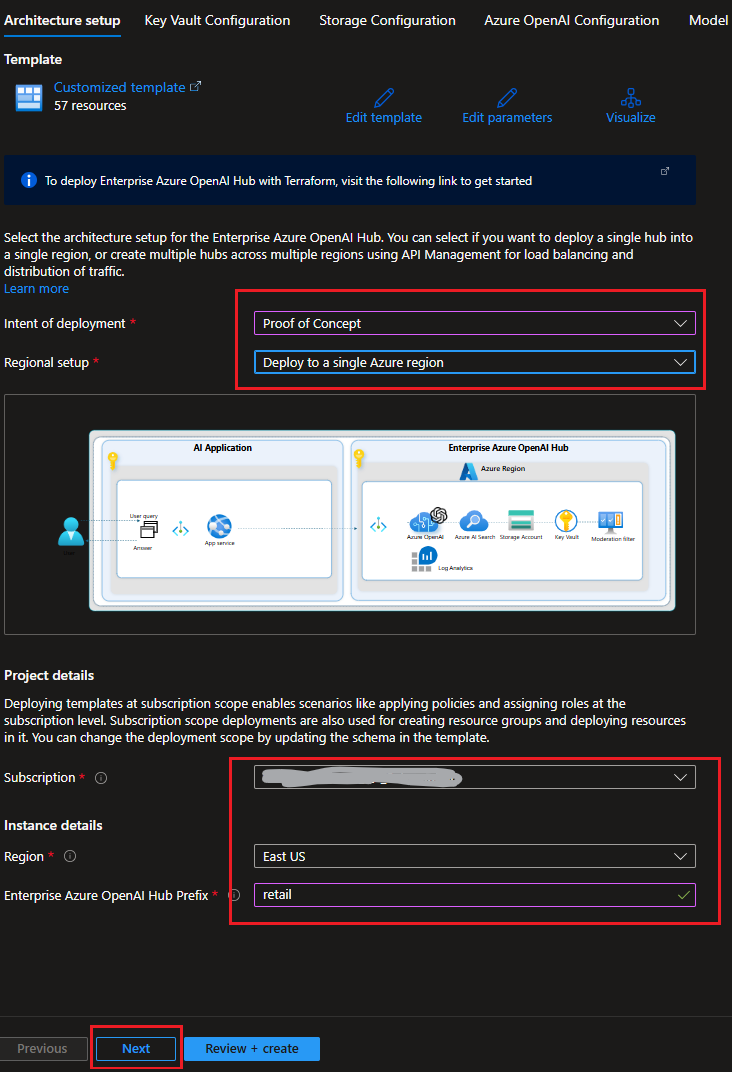 Architecture setup Key Vault Configuration Storage Configuration Azure OpenAI Configuration Model
Template
Customized template
57 resources
Edit template Edit parameters Visualize
To deploy Enterprise Azure OpenAI Hub with Terraform, visit the following link to get started
Select the architecture setup for the Enterprise Azure OpenAI Hub. You can select if you want to deploy a single hub into
a single region, or create multiple hubs across multiple regions using API Management for load balancing and
distribution of traffic.
Learn more
Intent of deployment * Proof of Concept
Regional setup * Deploy to a single Azure region
AI Application Enterprise Azure OpenAI Hub
Azure Region
User query
Answer
App service
Azure OpenAI Azure AI Search Storage Account Key Vault Moderation filter
Log Analytics
Project details
Deploying templates at subscription scope enables scenarios like applying policies and assigning roles at the
subscription level. Subscription scope deployments are also used for creating resource groups and deploying resources
in it. You can change the deployment scope by updating the schema in the template.
Subscription *
Instance details
Region * East US
Enterprise Azure OpenAI Hub Prefix * retail
Previous Next Review + create